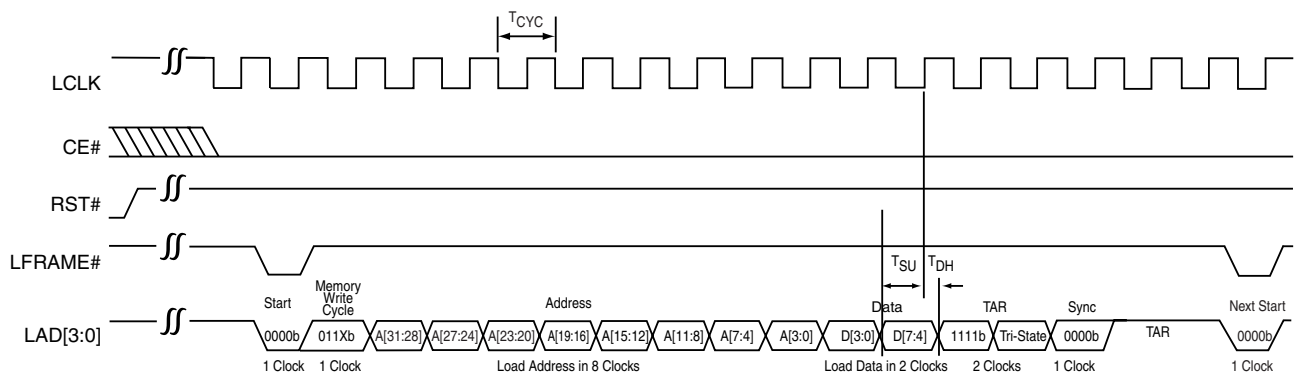 TCYC
LCLK
CE#
RST#
LFRAME#
TSU TDH
Start
Memory
Write
Cycle
Address
Data
TAR
Sync
Next Start
LAD[3:0]
0000b 011Xb A[31:28] A[27:24] A[23:20] A[19:16] A[15:12] A[11:8] A[7:4] A[3:0] D[3:0] D[7:4] 1111b Tri-State 0000b TAR 0000b
1 Clock 1 Clock Load Address in 8 Clocks Load Data in 2 Clocks 2 Clocks 1 Clock 1 Clock